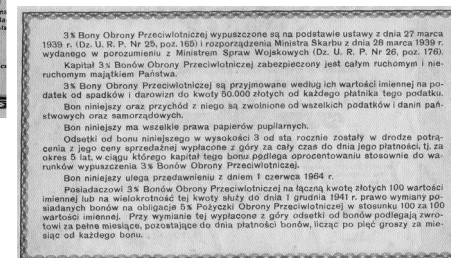 3% Bony Obrony Przeciwlotniczej wypuszczone są na podstawie ustawy z dnia 27 marca
1939 r. (Dz. U. R. P. Nr 25, poz. 165) i rozporządzenia Ministra Skarbu z dnia 28 marca 1939 r.
wydanego w porozumieniu z Ministrem Spraw Wojskowych (Dz. U. R. P. Nr 26, poz. 176).
Kapitał 3% Bonów Obrony Przeciwlotniczej zabezpieczony jest całym ruchomym i nie-
ruchomym majątkiem Państwa.
3% Bony Obrony Przeciwlotniczej są przyjmowane według ich wartości imiennej na po-
datek od spadków i darowizn do kwoty 50.000 złotych od każdego płatnika tego podatku.
Bon niniejszy oraz przychód z niego są zwolnione od wszelkich podatków i danin pań-
stwowych oraz samorządowych.
Bon niniejszy ma wszelkie prawa papierów pupilarnych.
Odsetki od bonu niniejszego w wysokości 3 od sta rocznie zostały w drodze potrą-
cenia z jego ceny sprzedażnej wypłacone z góry za cały czas do dnia jego płatności, tj. za
okres 5 lat, w ciągu którego kapitał tego bonu podlega oprocentowaniu stosownie do wa-
runków wypuszczenia 3% Bonów Obrony Przeciwlotniczej.
Bon niniejszy ulega przedawnieniu z dniem 1 czerwca 1964 r.
Posiadaczowi 3% Bonów Obrony Przeciwlotniczej na łączną kwotę złotych 100 wartości
imiennej lub na wielokrotność tej kwoty służy do dnia 1 grudnia 1941 r. prawo wymiany po-
siadanych bonów na obligacje 5% Pożyczki Obrony Przeciwlotniczej w stosunku 100 za 100
wartości imiennej. Przy wymianie tej wypłacone z góry odsetki od bonów podlegają zwro-
towi za pełne miesiące, pozostające do dnia płatności bonów, licząc po pięć groszy za mie-
siąc od każdego bonu.